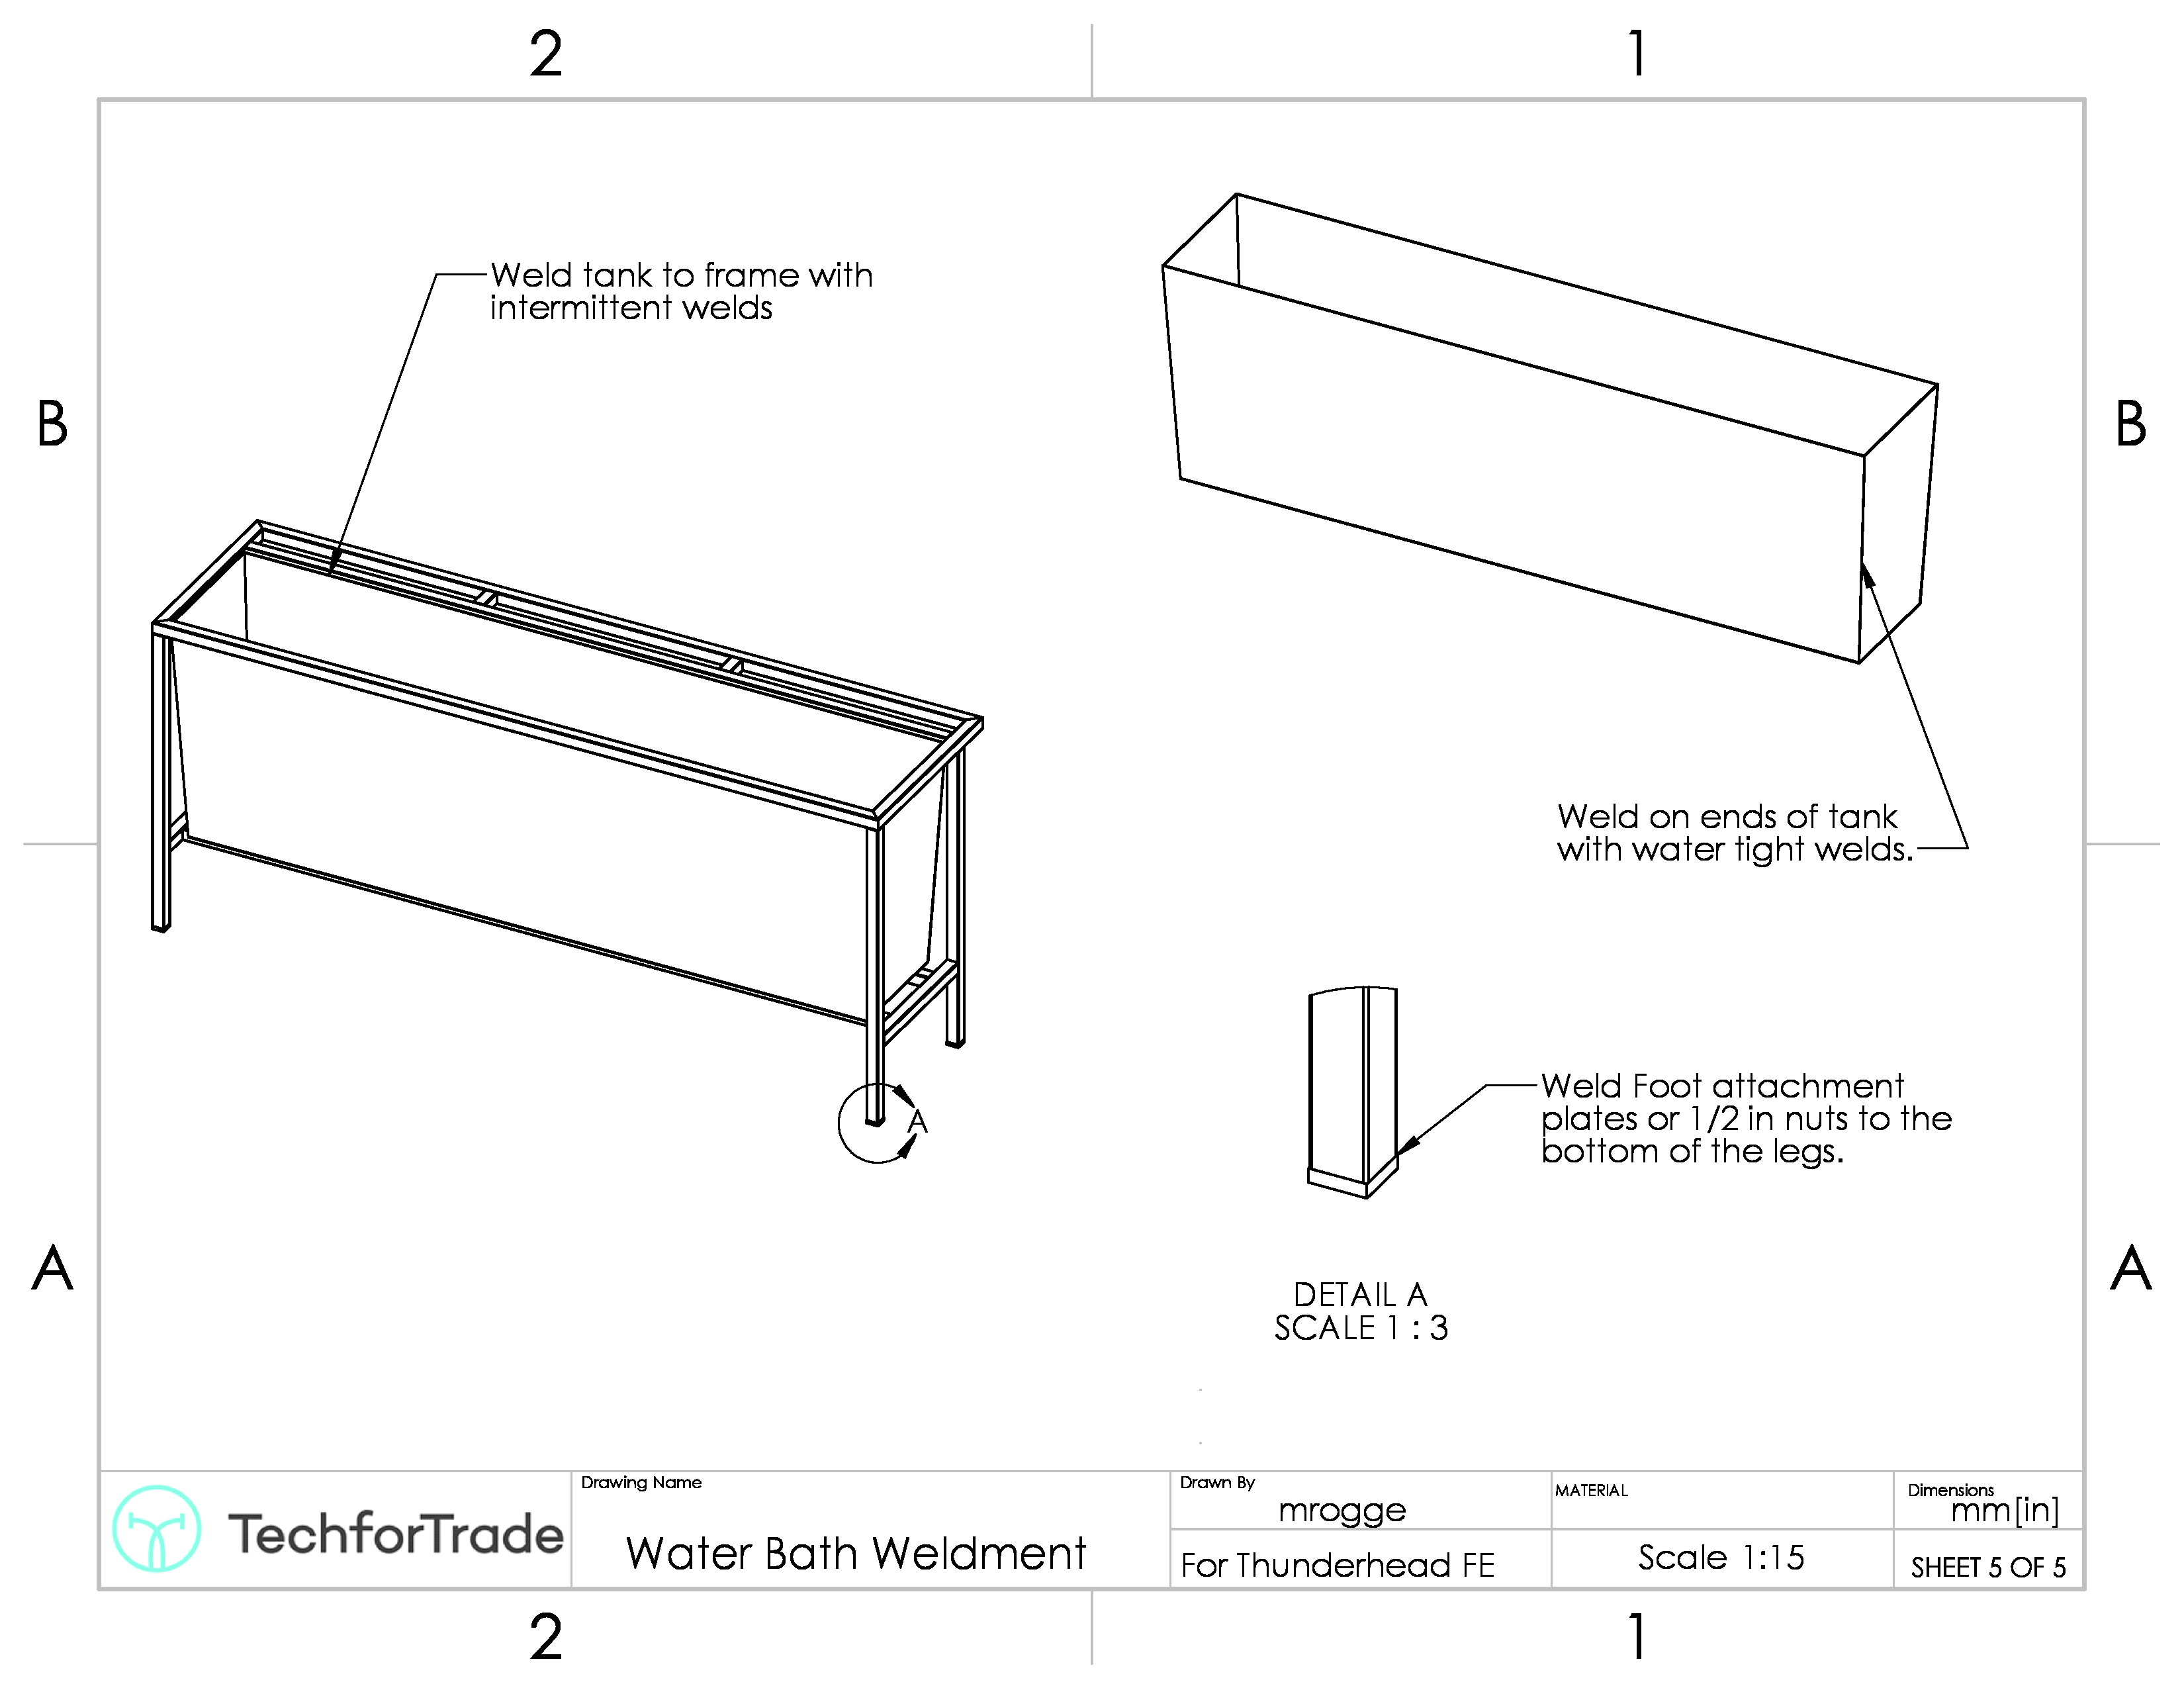 2
1
B
B
Weld tank to frame with
intermittent welds
Weld on ends of tank
with water tight welds.
A
Weld Foot attachment
plates or 1/2 in nuts to the
bottom of the legs.
A
A
DETAIL A
SCALE 1 : 3
TechforTrade
Drawing Name
Water Bath Weldment
Drawn By
mrogge
For Thunderhead FE
MATERIAL
Scale 1:15
Dimensions
mm[in]
SHEET 5 OF 5
2
1